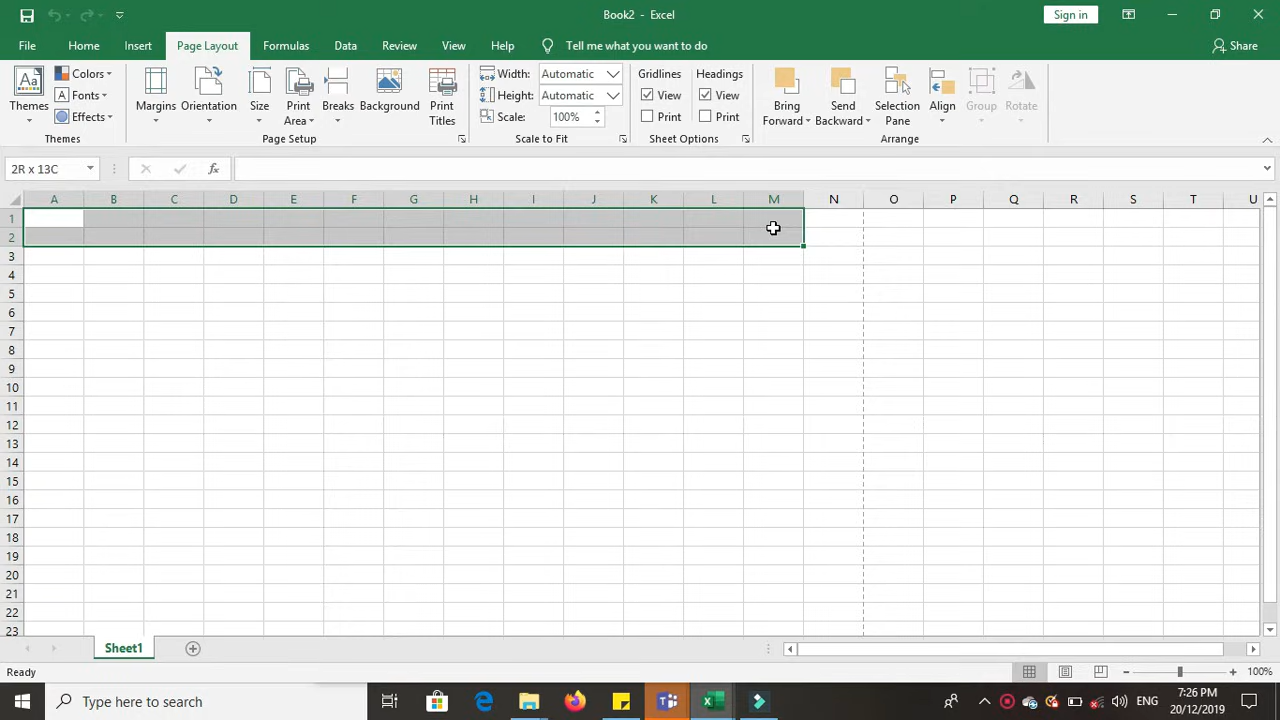 Book2 - Excel
Sign in
File Home Insert Page Layout Formulas Data Review View Help Tell me what you want to do Share
Themes Colors Fonts Effects Margins Orientation Size Print Area Breaks Background Print Titles Width: Automatic Height: Automatic Scale: 100% Gridlines View Print Headings View Print Bring Forward Send Backward Selection Pane Align Group Rotate
Themes Page Setup Scale to Fit Sheet Options Arrange
2R x 13C fx
A B C D E F G H I J K L M N O P Q R S T U
1
2
3
4
5
6
7
8
9
10
11
12
13
14
15
16
17
18
19
20
21
22
23
Sheet1
Ready 100%
Type here to search ENG 7:26 PM
20/12/2019